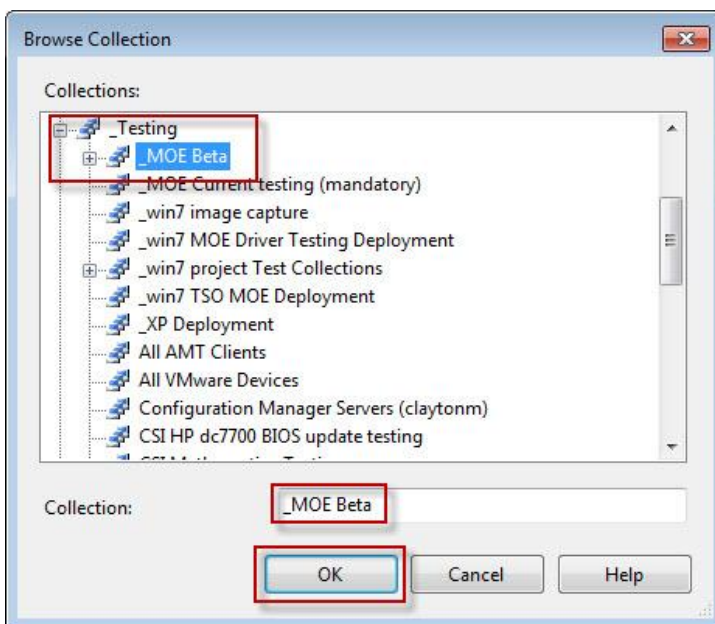 Browse Collection
Collections:
_Testing
_MOE Beta
_MOE Current testing (mandatory)
_win7 image capture
_win7 MOE Driver Testing Deployment
_win7 project Test Collections
_win7 TSO MOE Deployment
_XP Deployment
All AMT Clients
All VMware Devices
Configuration Manager Servers (claytonm)
CSI HP dc7700 BIOS update testing
Collection: _MOE Beta
OK Cancel Help